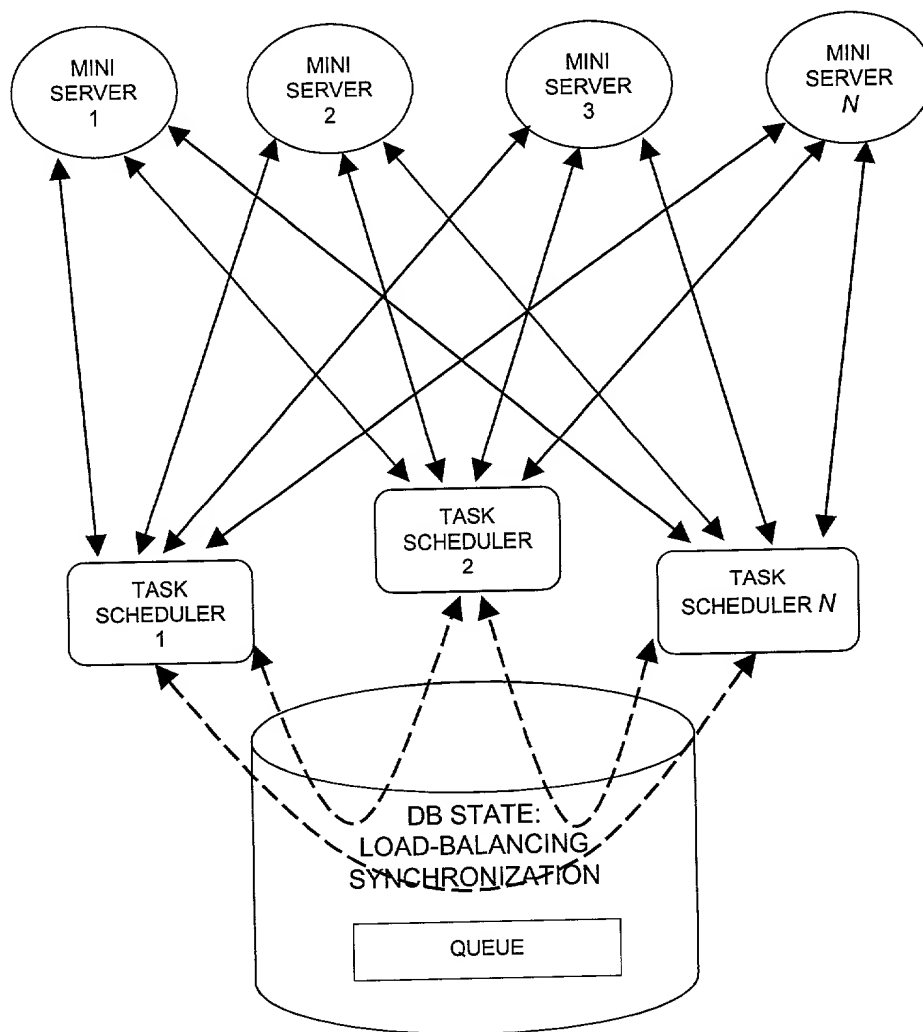 MINI
SERVER
1
MINI
SERVER
2
MINI
SERVER
3
MINI
SERVER
N
TASK
SCHEDULER
1
TASK
SCHEDULER
2
TASK
SCHEDULER N
DB STATE:
LOAD-BALANCING
SYNCHRONIZATION
QUEUE